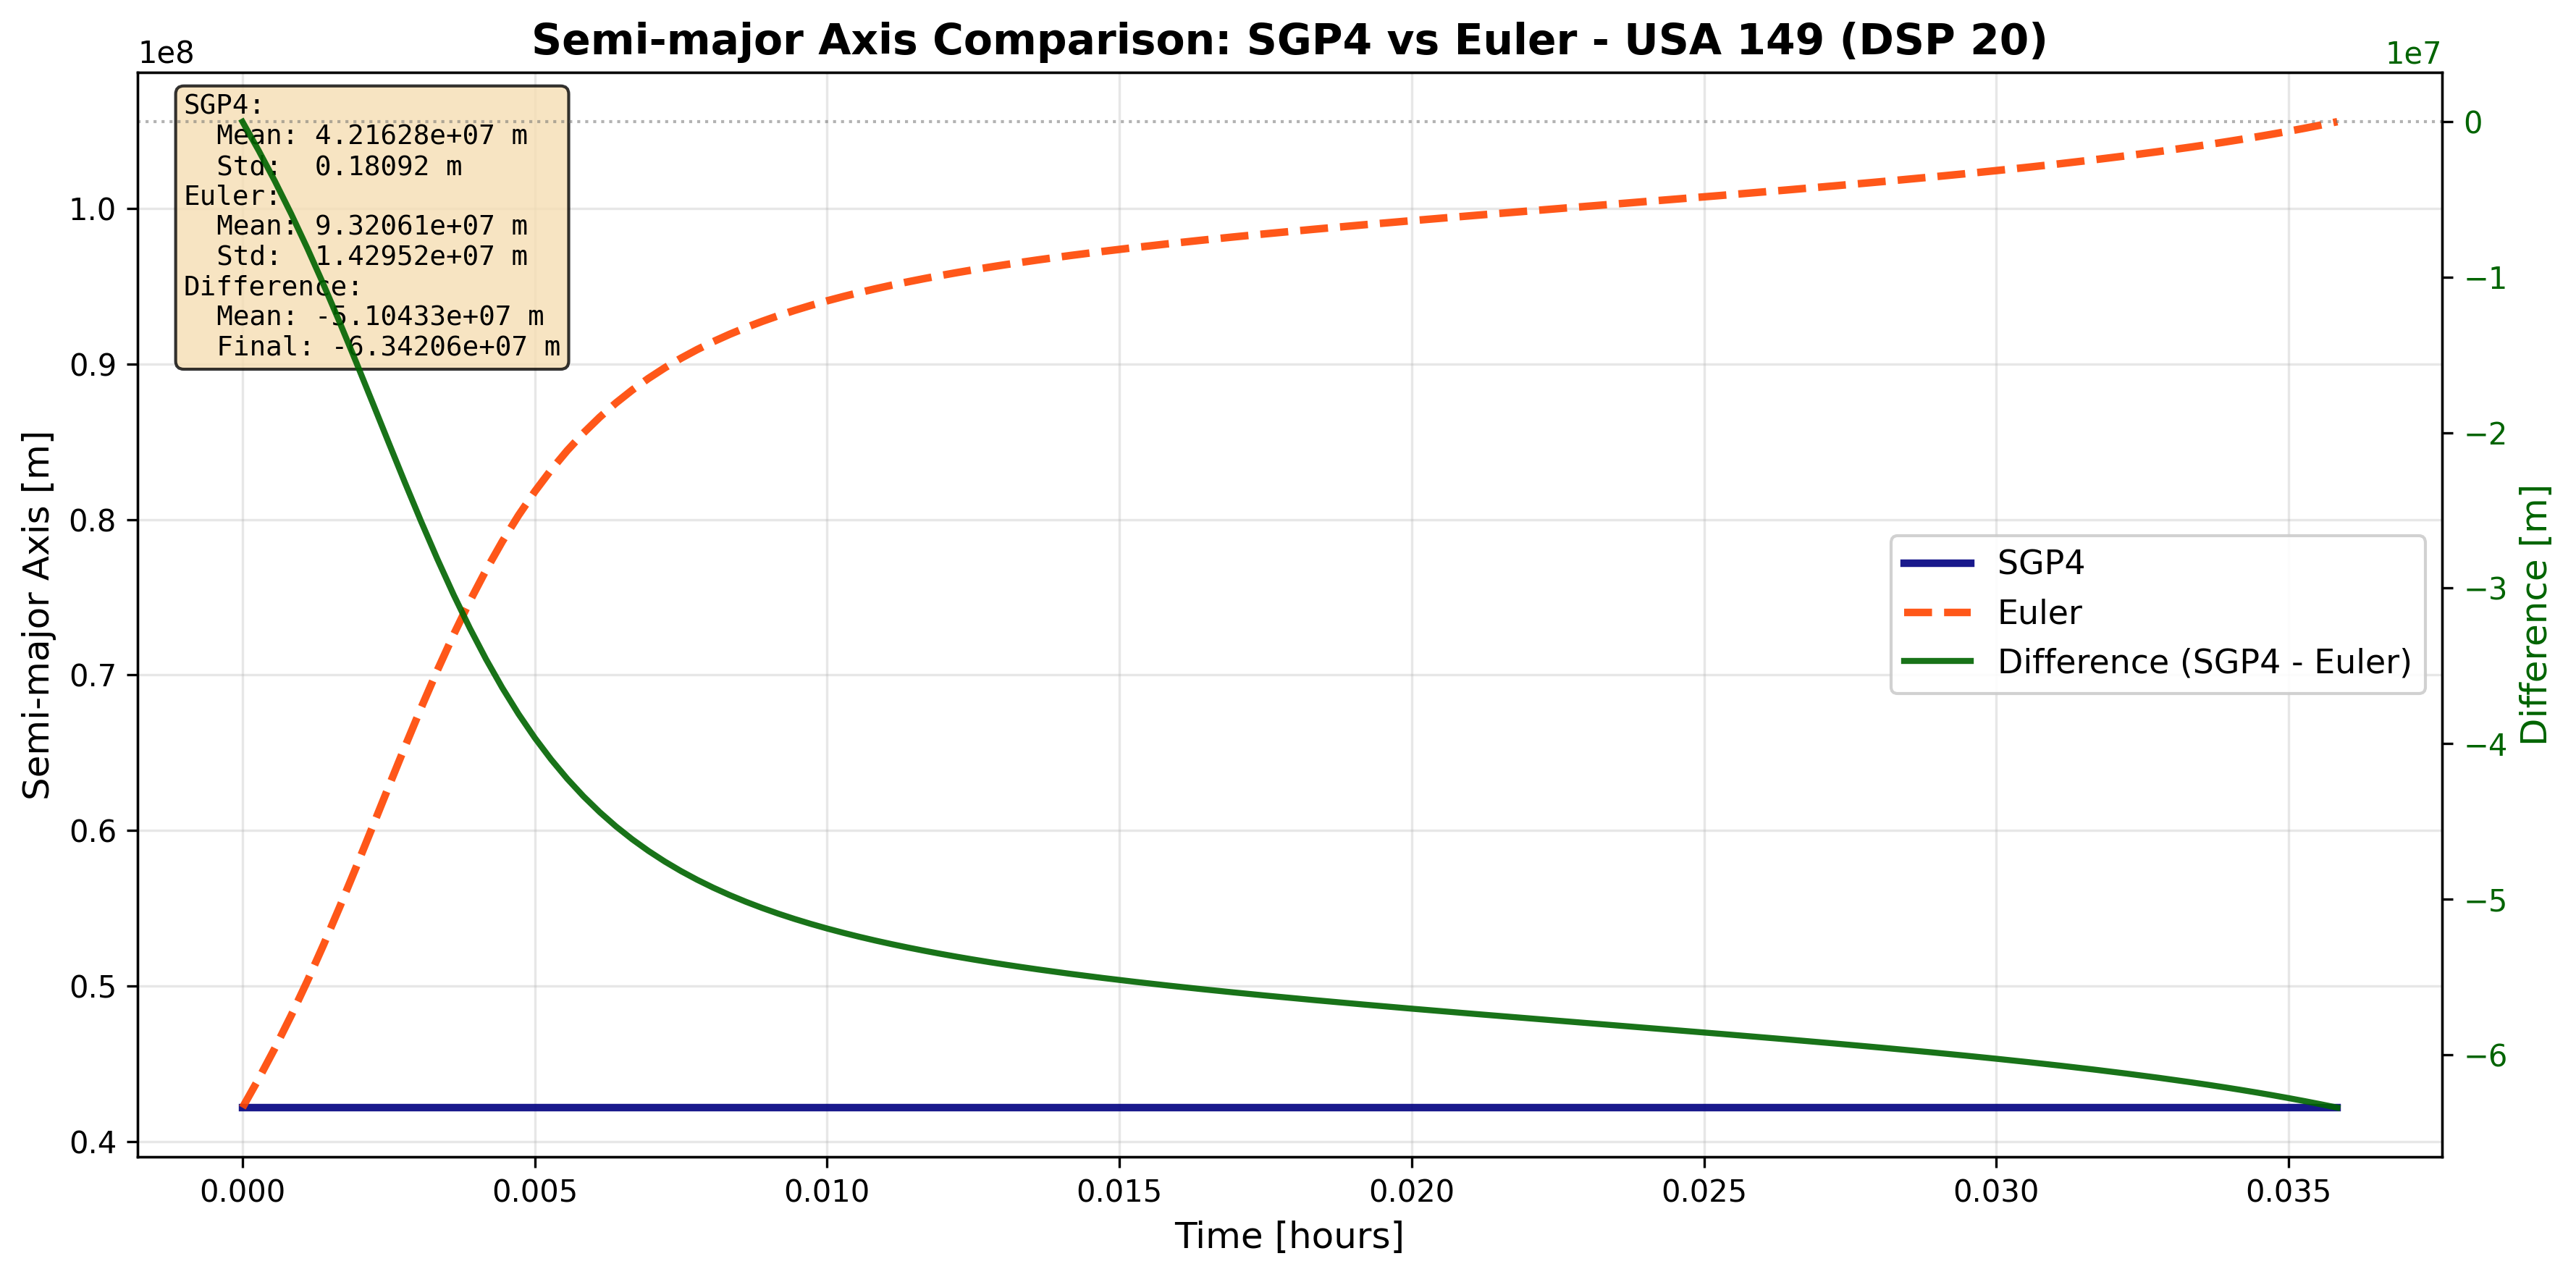 Semi-major Axis Comparison: SGP4 vs Euler - USA 149 (DSP 20)
1e8
1e7
SGP4:
Mean: 4.21628e+07 m
Std: 0.18092 m
Euler:
Mean: 9.32061e+07 m
Std: 1.42952e+07 m
Difference:
Mean: -5.10433e+07 m
Final: -6.34206e+07 m
Semi-major Axis [m]
1.0
0.9
0.8
0.7
0.6
0.5
0.4
0
−1
−2
−3
−4
−5
−6
Difference [m]
SGP4
Euler
Difference (SGP4 - Euler)
0.000 0.005 0.010 0.015 0.020 0.025 0.030 0.035
Time [hours]